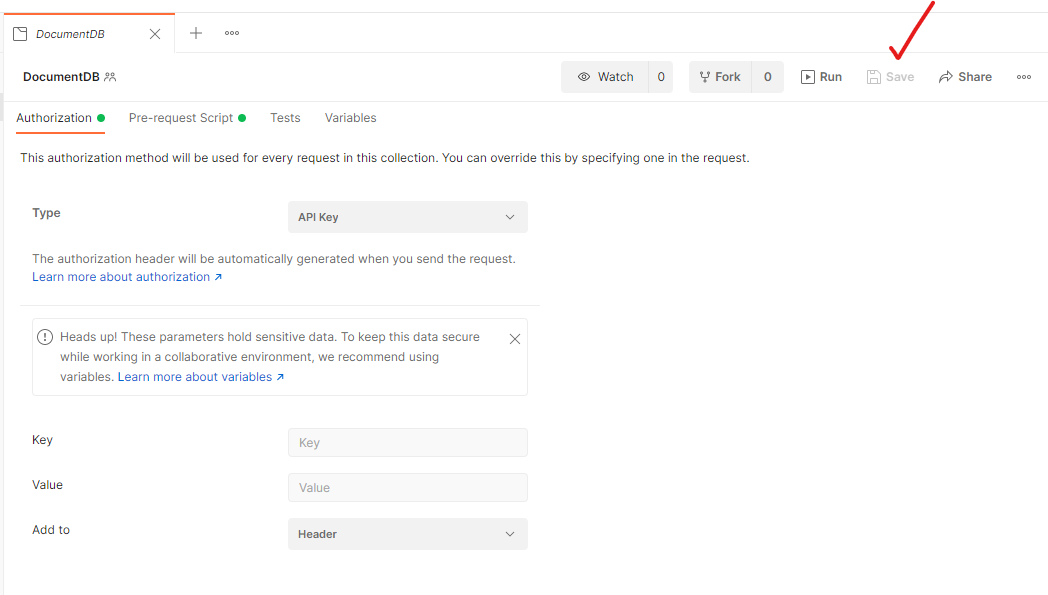 DocumentDB
DocumentDB
Watch 0 Fork 0 Run Save Share
Authorization Pre-request Script Tests Variables
This authorization method will be used for every request in this collection. You can override this by specifying one in the request.
Type API Key
The authorization header will be automatically generated when you send the request.
Learn more about authorization ↗
Heads up! These parameters hold sensitive data. To keep this data secure
while working in a collaborative environment, we recommend using
variables. Learn more about variables ↗
Key Key
Value Value
Add to Header